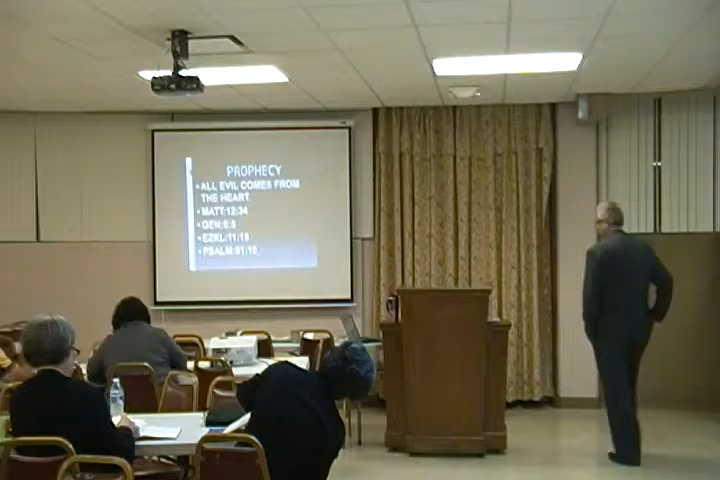 PROPHECY
• ALL EVIL COMES FROM
THE HEART.
• MATT:12:34
• GEN:6:5
• EZKL:11:19
• PSALM:51:10